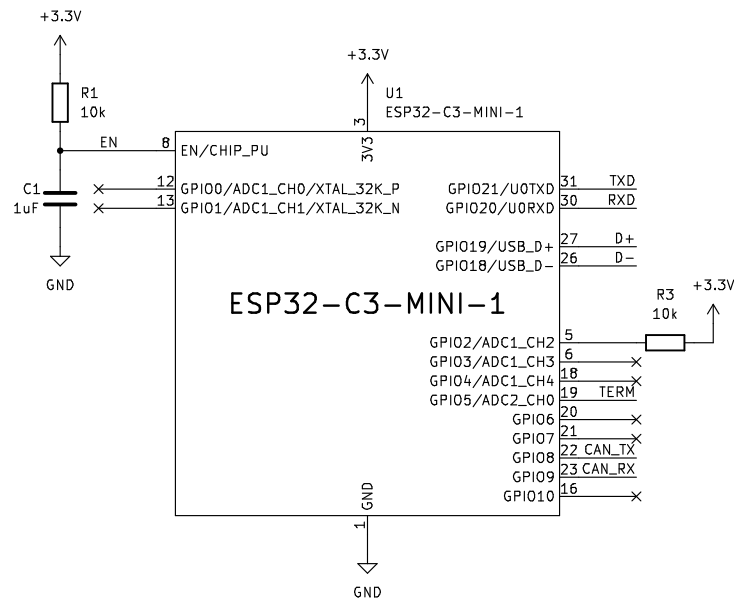 +3.3V
+3.3V
R1
10k
U1
ESP32-C3-MINI-1
3
3V3
EN
8
EN/CHIP_PU
C1
1uF
12
GPIO0/ADC1_CH0/XTAL_32K_P
13
GPIO1/ADC1_CH1/XTAL_32K_N
GND
GPIO21/U0TXD
31
TXD
GPIO20/U0RXD
30
RXD
GPIO19/USB_D+
27
D+
GPIO18/USB_D-
26
D-
ESP32-C3-MINI-1
R3
10k
+3.3V
GPIO2/ADC1_CH2
5
GPIO3/ADC1_CH3
6
GPIO4/ADC1_CH4
18
GPIO5/ADC2_CH0
19
TERM
GPIO6
20
GPIO7
21
GPIO8
22
CAN_TX
GPIO9
23
CAN_RX
GPIO10
16
GND
1
GND